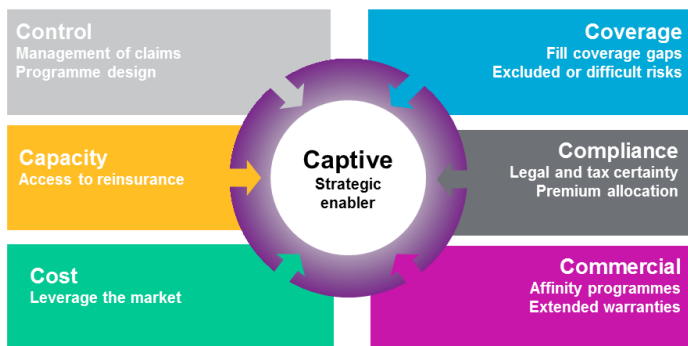 Control
Management of claims
Programme design
Coverage
Fill coverage gaps
Excluded or difficult risks
Capacity
Access to reinsurance
Captive
Strategic
enabler
Compliance
Legal and tax certainty
Premium allocation
Cost
Leverage the market
Commercial
Affinity programmes
Extended warranties